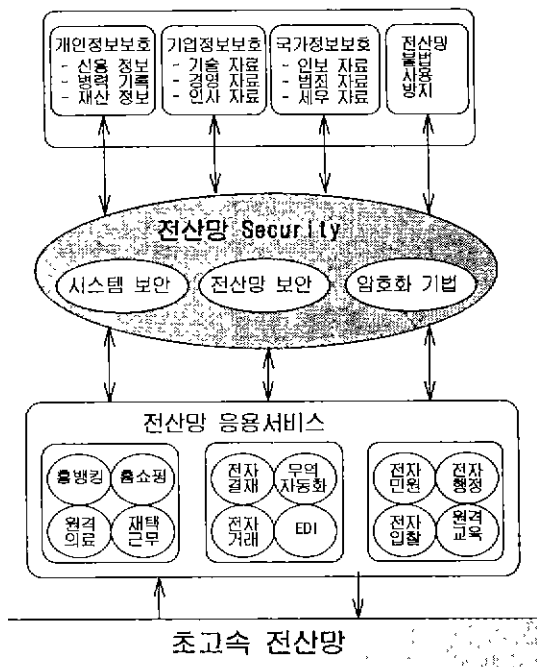 개인정보보호
- 신용 정보
- 병력 기록
- 재산 정보
기업정보보호
- 기술 자료
- 경영 자료
- 인사 자료
국가정보보호
- 안보 자료
- 범죄 자료
- 세무 자료
전산망
불법
사용
방지
전산망 Security
시스템 보안
전산망 보안
암호화 기법
전산망 응용서비스
홈뱅킹
홈쇼핑
원격
의료
재택
근무
전자
결재
무역
자동화
전자
거래
EDI
전자
민원
전자
행정
전자
입찰
원격
교육
초고속 전산망